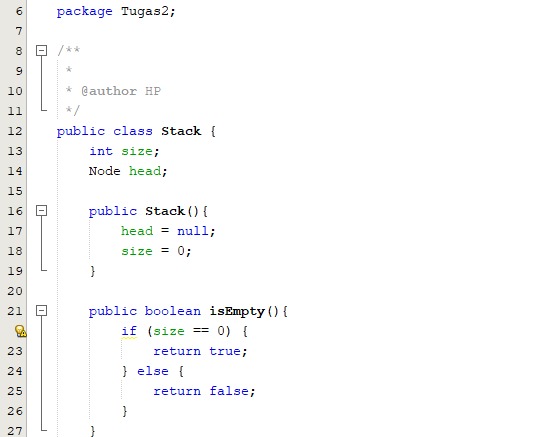 6 package Tugas2;
7
8 /**
9  *
10  * @author HP
11  */
12 public class Stack {
13     int size;
14     Node head;
15
16     public Stack(){
17         head = null;
18         size = 0;
19     }
20
21     public boolean isEmpty(){
        if (size == 0) {
23             return true;
24         } else {
25             return false;
26         }
27     }